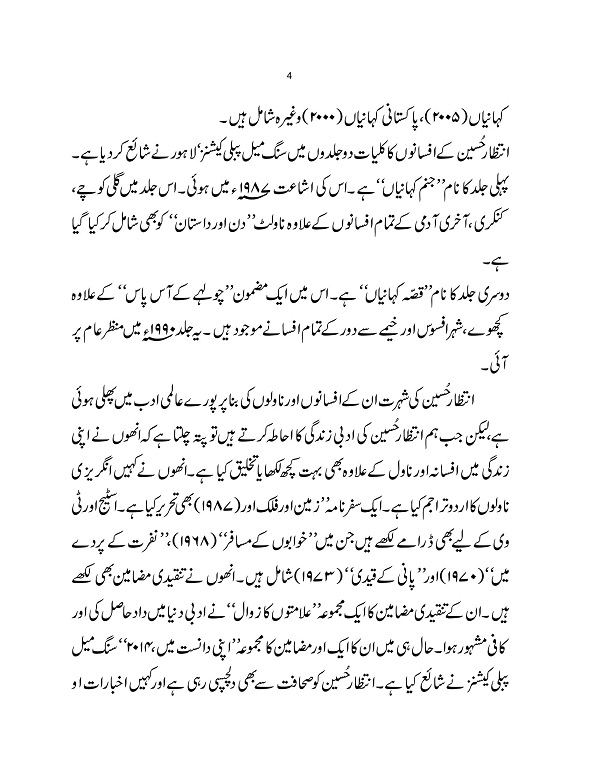 4
کہانیاں (۲۰۰۵)، پاکستانی کہانیاں (۲۰۰۰) وغیرہ شامل ہیں ۔
انتظار حُسین کے افسانوں کا کلیات دو جلدوں میں سنگ میل پبلی کیشنز‘ لاہور نے شائع کر دیا ہے۔
پہلی جلد کا نام ’’جنم کہانیاں‘‘ ہے ۔ اس کی اشاعت ۱۹۸۷ء میں ہوئی ۔ اس جلد میں گلی کوچے،
کنکری ، آخری آدمی کے تمام افسانوں کے علاوہ ناولٹ ’’دن اور داستان‘‘ کو بھی شامل کر کیا گیا
ہے ۔
دوسری جلد کا نام ’’قصّہ کہانیاں‘‘ ہے۔ اس میں ایک مضمون ’’چولہے کے آس پاس‘‘ کے علاوہ
کچھوے، شہر افسوس اور خیمے سے دور کے تمام افسانے موجود ہیں ۔ یہ جلد ۱۹۹۰ء میں منظر عام پر
آئی ۔
انتظار حُسین کی شہرت ان کے افسانوں اور ناولوں کی بنا پر پورے عالمی ادب میں پھلی ہوئی
ہے،لیکن جب ہم انتظار حُسین کی ادبی زندگی کا احاطہ کرتے ہیں تو پتہ چلتا ہے کہ انھوں نے اپنی
زندگی میں افسانہ اور ناول کے علاوہ بھی بہت کچھ لکھا یا تخلیق کیا ہے۔ انھوں نے کہیں انگریزی
ناولوں کا اردو تراجم کیا ہے۔ ایک سفر نامہ ’’زمین اور فلک اور (۱۹۸۷) بھی تحریر کیا ہے۔ اسٹیج اور ٹی
وی کے لیے بھی ڈرامے لکھے ہیں جن میں ’’خوابوں کے مسافر‘‘ (۱۹۶۸)، ’’نفرت کے پردے
میں‘‘ (۱۹۷۰) اور ’’پانی کے قیدی‘‘ (۱۹۷۳) شامل ہیں ۔ انھوں نے تنقیدی مضامین بھی لکھے
ہیں ۔ ان کے تنقیدی مضامین کا ایک مجموعہ ’’علامتوں کا زوال‘‘ نے ادبی دنیا میں داد حاصل کی اور
کافی مشہور ہوا ۔ حال ہی میں ان کا ایک اور مضامین کا مجموعہ ’’اپنی دانست میں، ۲۰۱۴‘‘ سنگ میل
پبلی کیشنز نے شائع کیا ہے ۔ انتظار حُسین کو صحافت سے بھی دلچسپی رہی ہے اور کہیں اخبارات او